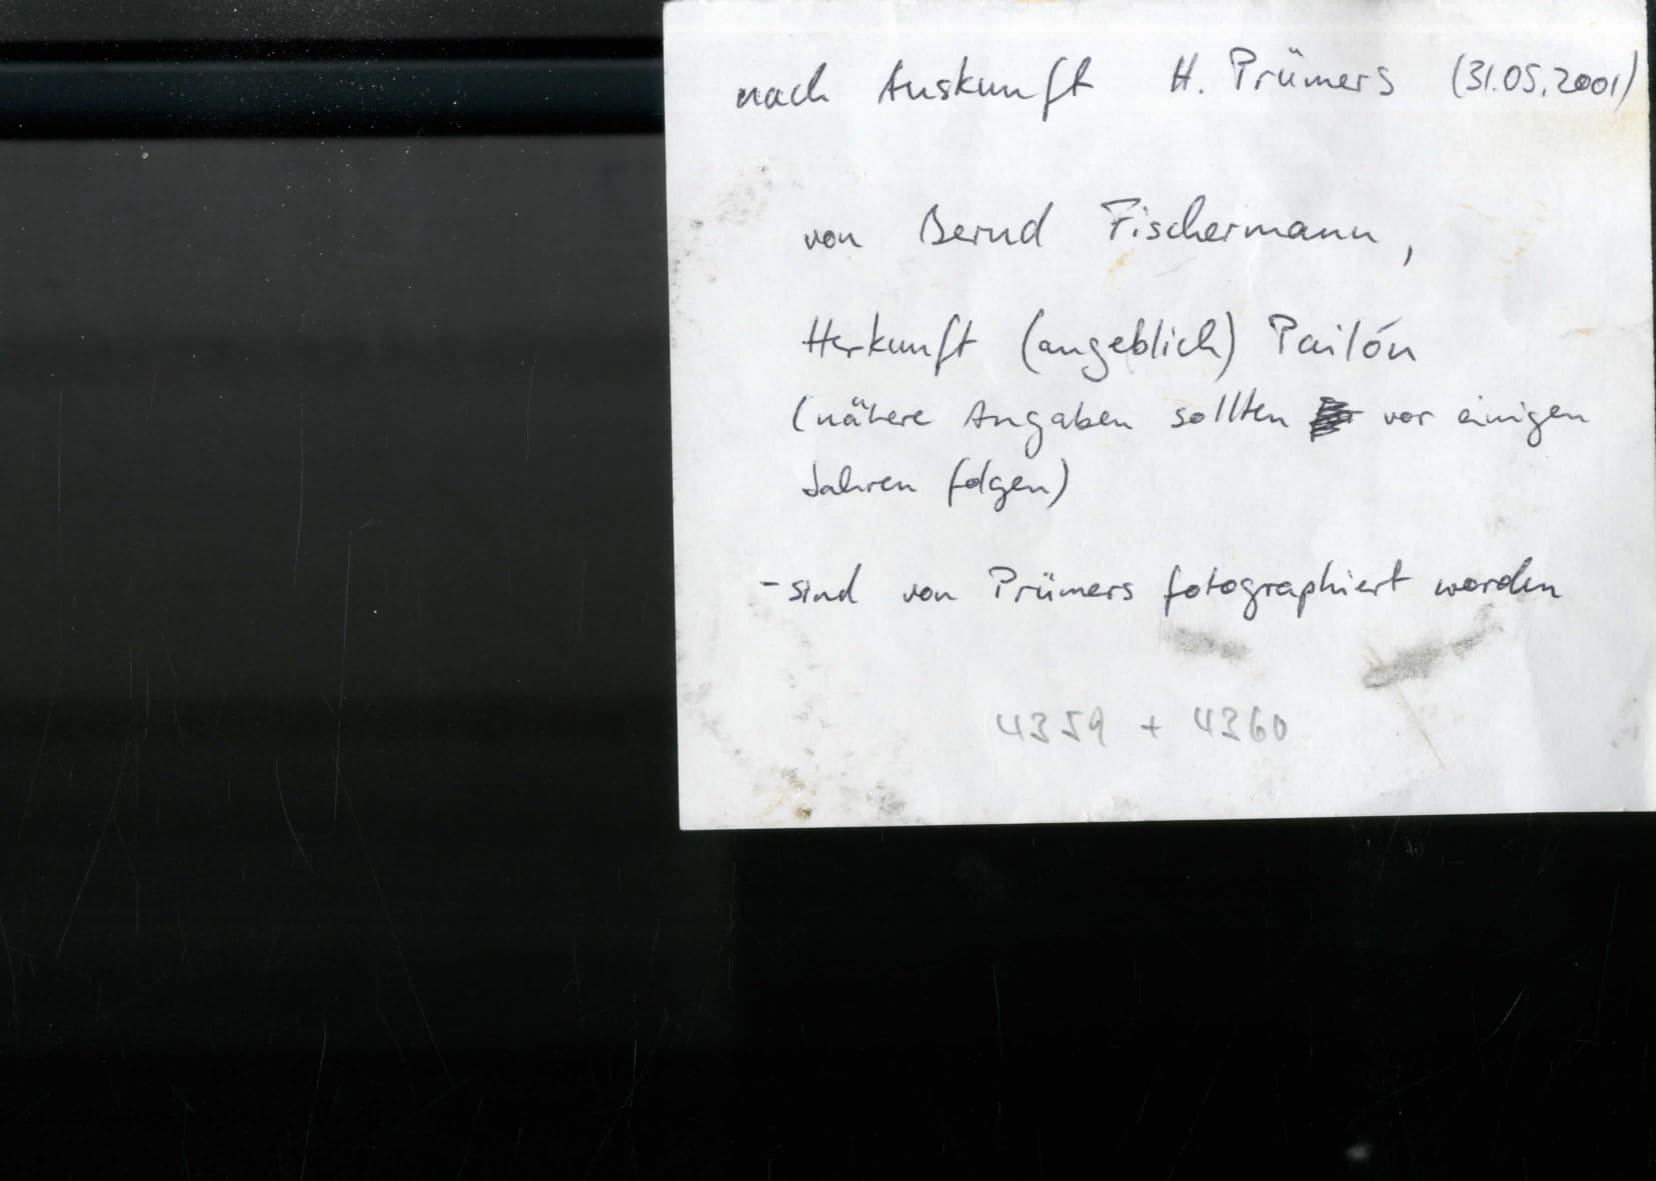 nach Auskunft H. Prümers (31.05.2001)
von Bernd Fischermann,
Herkunft (angeblich) Pailón
(nähere Angaben sollten vor einigen
Jahren folgen)
- sind von Prümers fotographiert worden
4359 + 4360